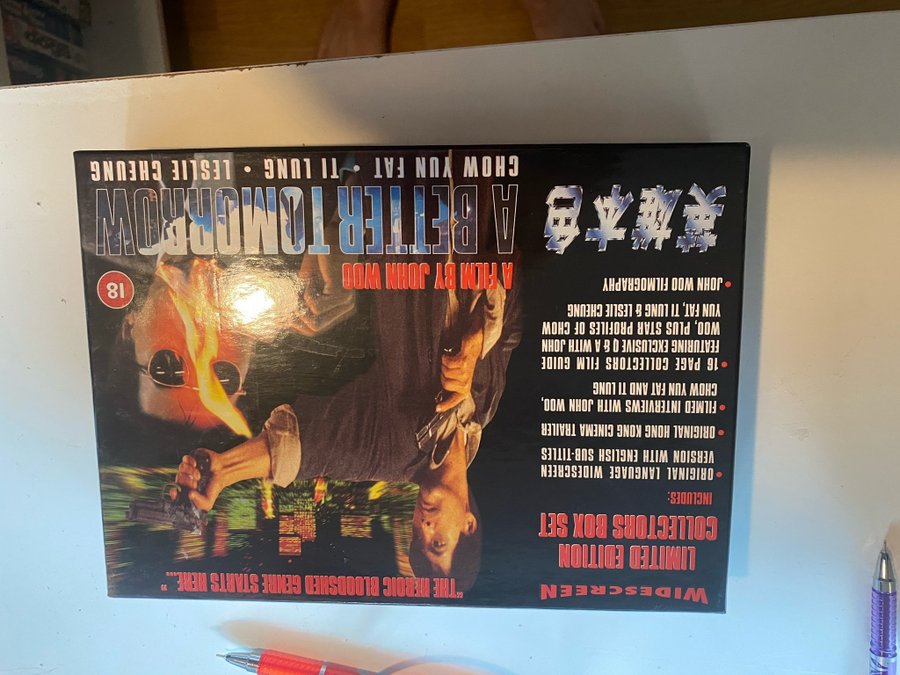 WIDESCREEN
LIMITED EDITION
COLLECTORS BOX SET
INCLUDES:
• ORIGINAL LANGUAGE WIDESCREEN
VERSION WITH ENGLISH SUB-TITLES
• ORIGINAL HONG KONG CINEMA TRAILER
• FILMED INTERVIEWS WITH JOHN WOO,
CHOW YUN FAT AND TI LUNG
• 16 PAGE COLLECTORS FILM GUIDE
FEATURING EXCLUSIVE Q & A WITH JOHN
WOO, PLUS STAR PROFILES OF CHOW
YUN FAT, TI LUNG & LESLIE CHEUNG
• JOHN WOO FILMOGRAPHY
英雄本色
“THE HEROIC BLOODSHED GENRE STARTS HERE...”
18
A FILM BY JOHN WOO
A BETTER TOMORROW
CHOW YUN FAT • TI LUNG • LESLIE CHEUNG